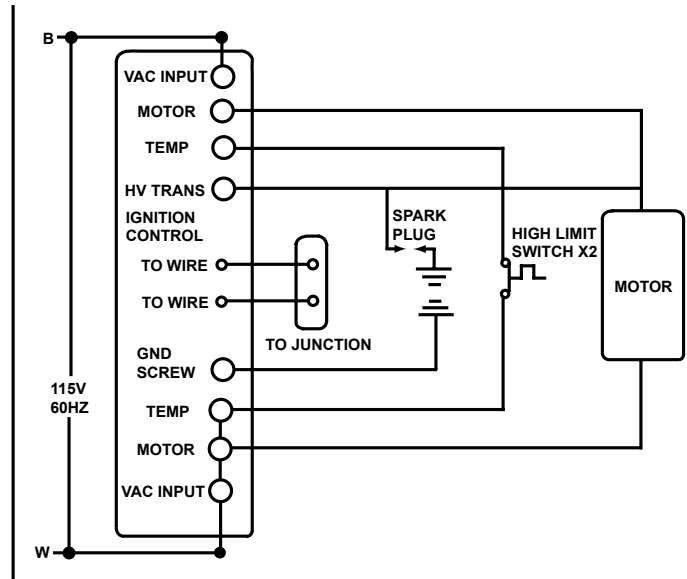 B
VAC INPUT
MOTOR
TEMP
HV TRANS
IGNITION
CONTROL
TO WIRE
TO WIRE
GND
SCREW
TEMP
MOTOR
VAC INPUT
115V
60HZ
W
TO JUNCTION
SPARK
PLUG
HIGH LIMIT
SWITCH X2
MOTOR